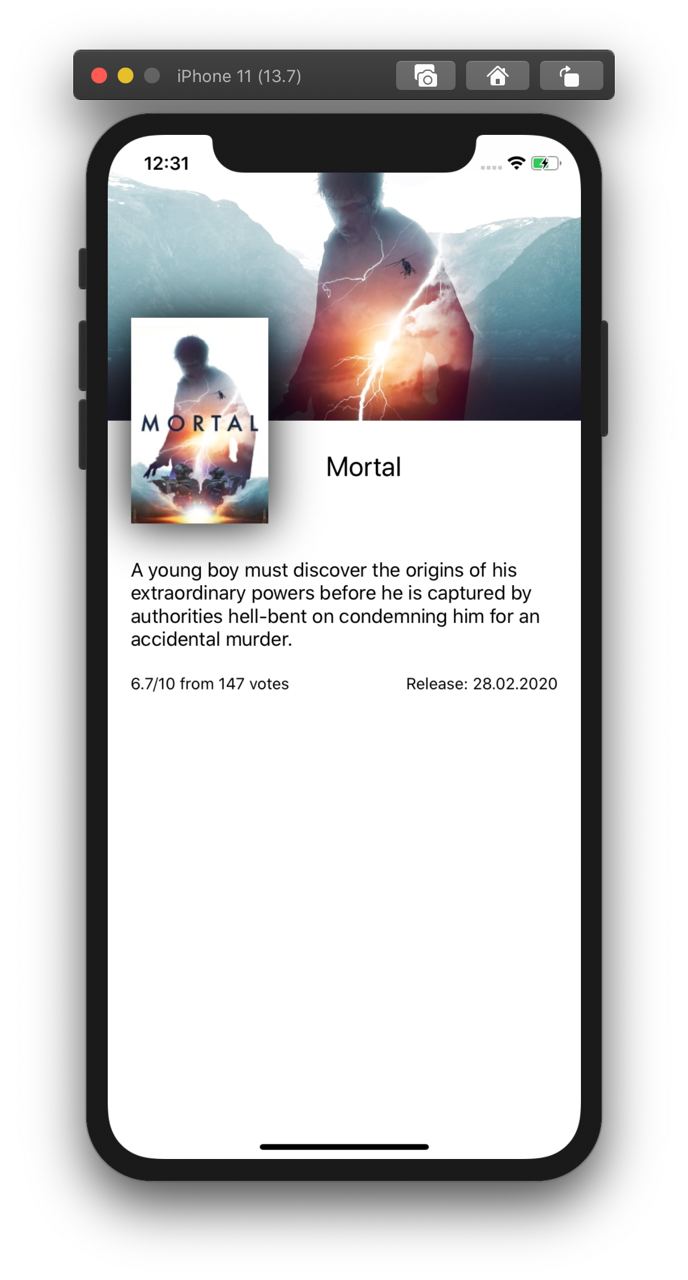 iPhone 11 (13.7)
12:31
MORTAL
Mortal
A young boy must discover the origins of his
extraordinary powers before he is captured by
authorities hell-bent on condemning him for an
accidental murder.
6.7/10 from 147 votes
Release: 28.02.2020